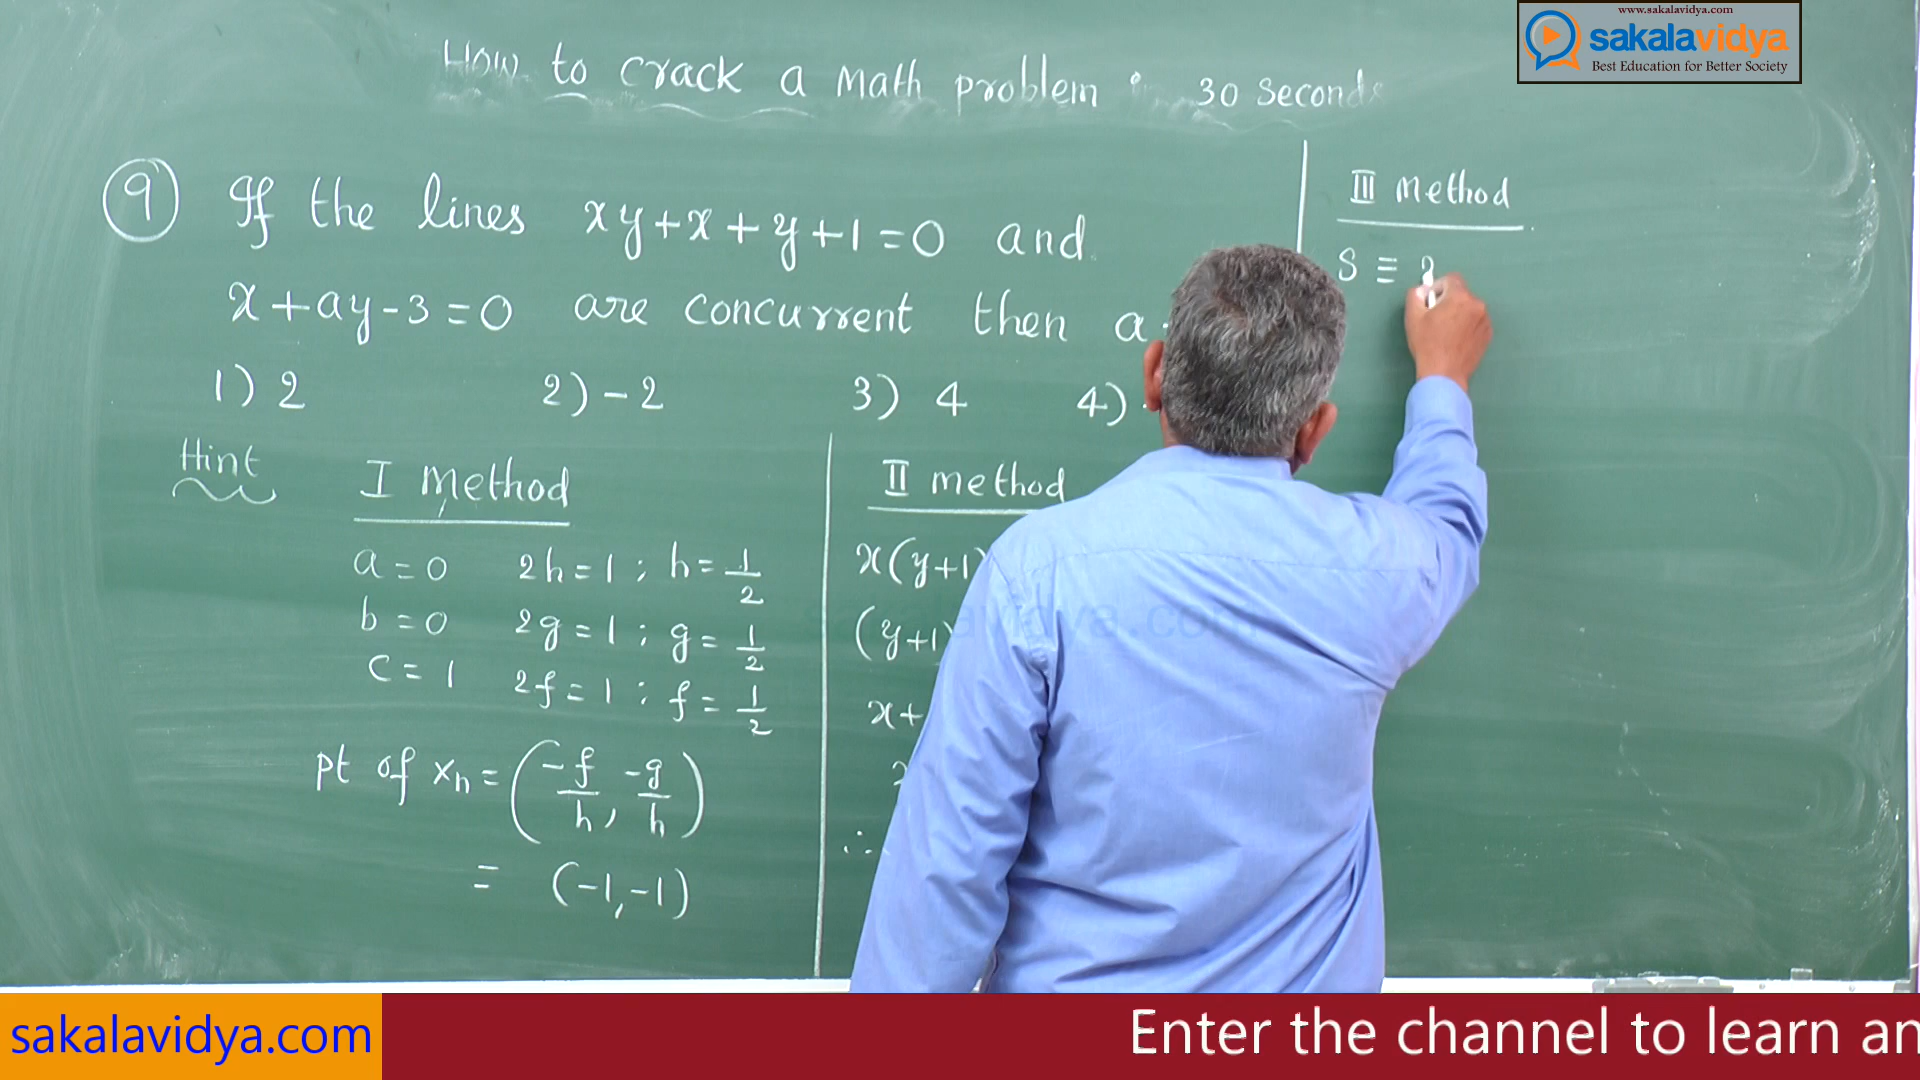 www.sakalavidya.com
sakalavidya
Best Education for Better Society
How to crack a math problem 30 Seconds
9 If the lines xy+x+y+1=0 and
x+ay-3=0 are concurrent then a
1) 2 2) -2 3) 4 4) -
Hint
I method
a=0 2h=1 ; h=1/2
b=0 2g=1 ; g=1/2
c=1 2f=1 ; f=1/2
pt of xn = (-f/h, -g/h)
= (-1,-1)
II method
x(y+1)
(y+1)
x+
∴
III method
S ≡
sakalavidya.com
sakalavidya.com
Enter the channel to learn an